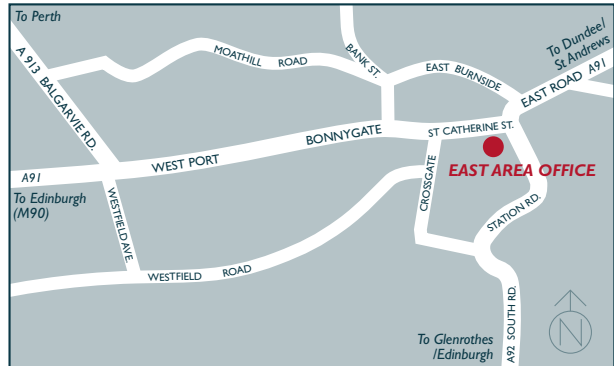 To Perth
A 913 BALGARVIE RD.
MOATHILL ROAD
BANK ST.
EAST BURNSIDE
To Dundee/
St Andrews
EAST ROAD A91
ST CATHERINE ST.
BONNYGATE
WEST PORT
A91
To Edinburgh
(M90)
EAST AREA OFFICE
CROSSGATE
STATION RD.
WESTFIELD AVE.
WESTFIELD ROAD
To Glenrothes
/Edinburgh
A92 SOUTH RD.
N